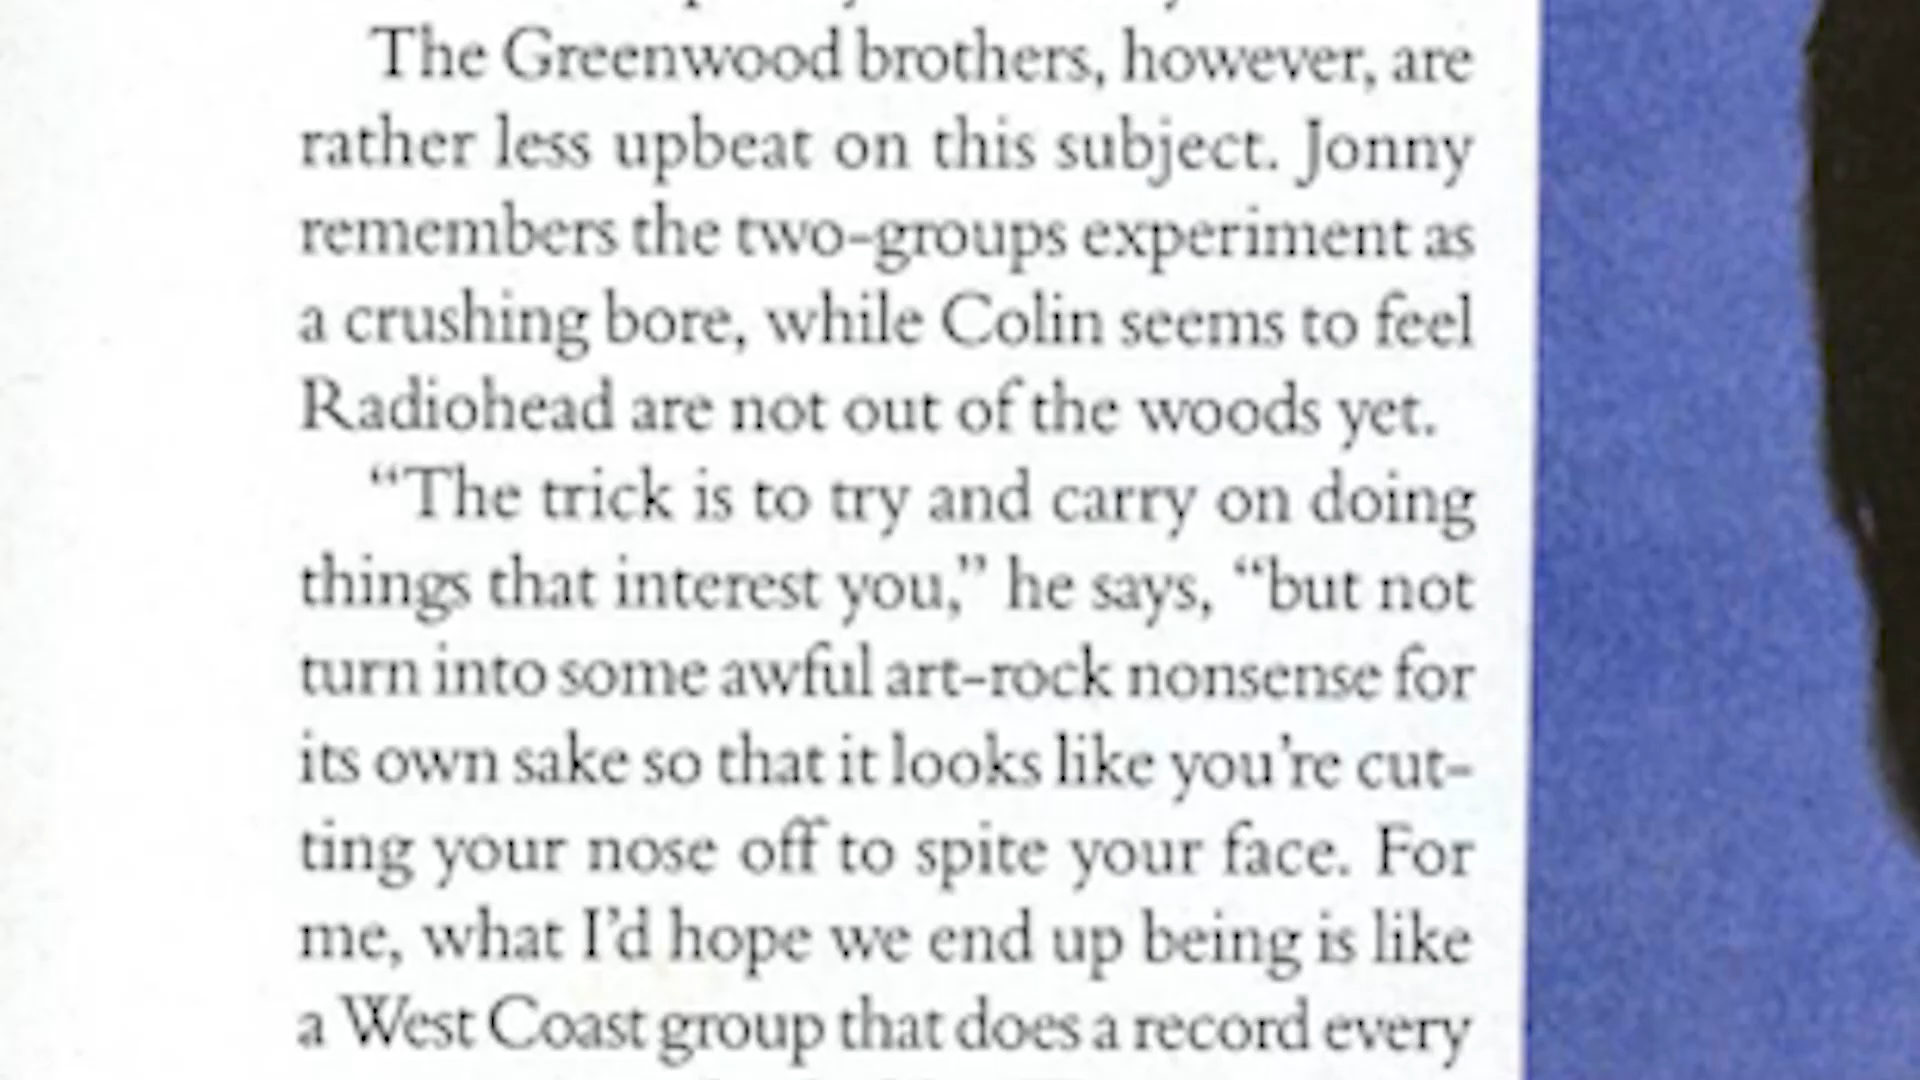 The Greenwood brothers, however, are
rather less upbeat on this subject. Jonny
remembers the two-groups experiment as
a crushing bore, while Colin seems to feel
Radiohead are not out of the woods yet.
“The trick is to try and carry on doing
things that interest you,” he says, “but not
turn into some awful art-rock nonsense for
its own sake so that it looks like you’re cut-
ting your nose off to spite your face. For
me, what I’d hope we end up being is like
a West Coast group that does a record every